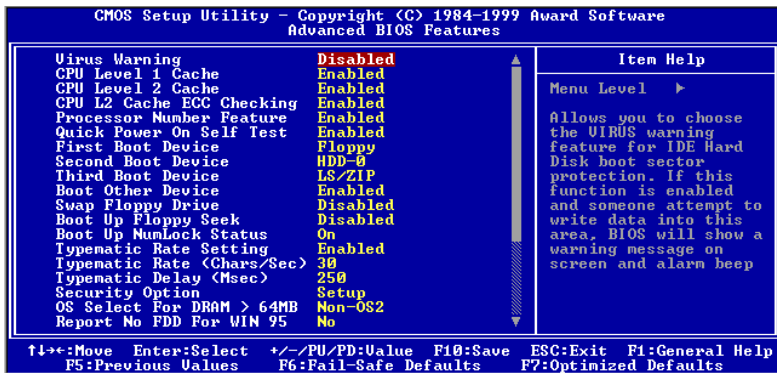 CMOS Setup Utility - Copyright (C) 1984-1999 Award Software
Advanced BIOS Features
Virus Warning Disabled
CPU Level 1 Cache Enabled
CPU Level 2 Cache Enabled
CPU L2 Cache ECC Checking Enabled
Processor Number Feature Enabled
Quick Power On Self Test Enabled
First Boot Device Floppy
Second Boot Device HDD-0
Third Boot Device LS/ZIP
Boot Other Device Enabled
Swap Floppy Drive Disabled
Boot Up Floppy Seek Disabled
Boot Up NumLock Status On
Typematic Rate Setting Enabled
Typematic Rate (Chars/Sec) 30
Typematic Delay (Msec) 250
Security Option Setup
OS Select For DRAM > 64MB Non-OS2
Report No FDD For WIN 95 No
Item Help
Menu Level ▶
Allows you to choose
the VIRUS warning
feature for IDE Hard
Disk boot sector
protection. If this
function is enabled
and someone attempt to
write data into this
area, BIOS will show a
warning message on
screen and alarm beep
↑↓→←:Move Enter:Select +/-/PU/PD:Value F10:Save ESC:Exit F1:General Help
F5:Previous Values F6:Fail-Safe Defaults F7:Optimized Defaults